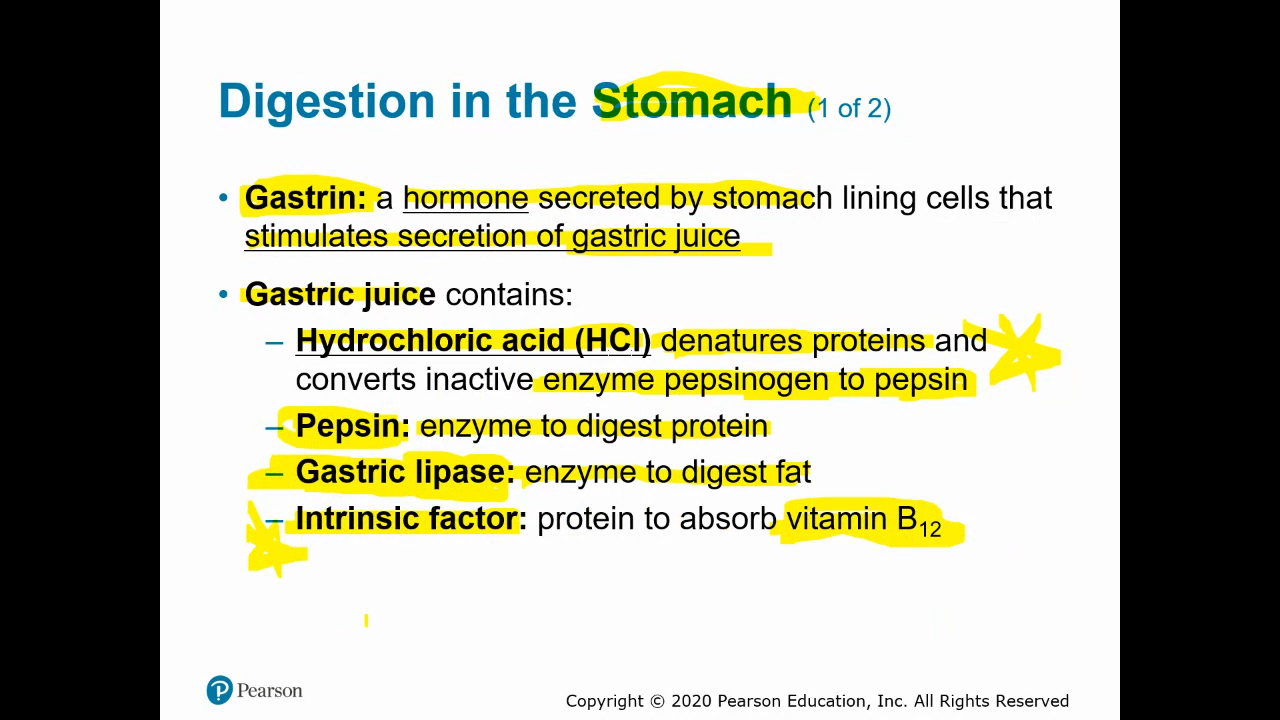 Digestion in the Stomach (1 of 2)
• Gastrin: a hormone secreted by stomach lining cells that
stimulates secretion of gastric juice
• Gastric juice contains:
– Hydrochloric acid (HCl) denatures proteins and
converts inactive enzyme pepsinogen to pepsin
– Pepsin: enzyme to digest protein
– Gastric lipase: enzyme to digest fat
– Intrinsic factor: protein to absorb vitamin B12
P Pearson
Copyright © 2020 Pearson Education, Inc. All Rights Reserved